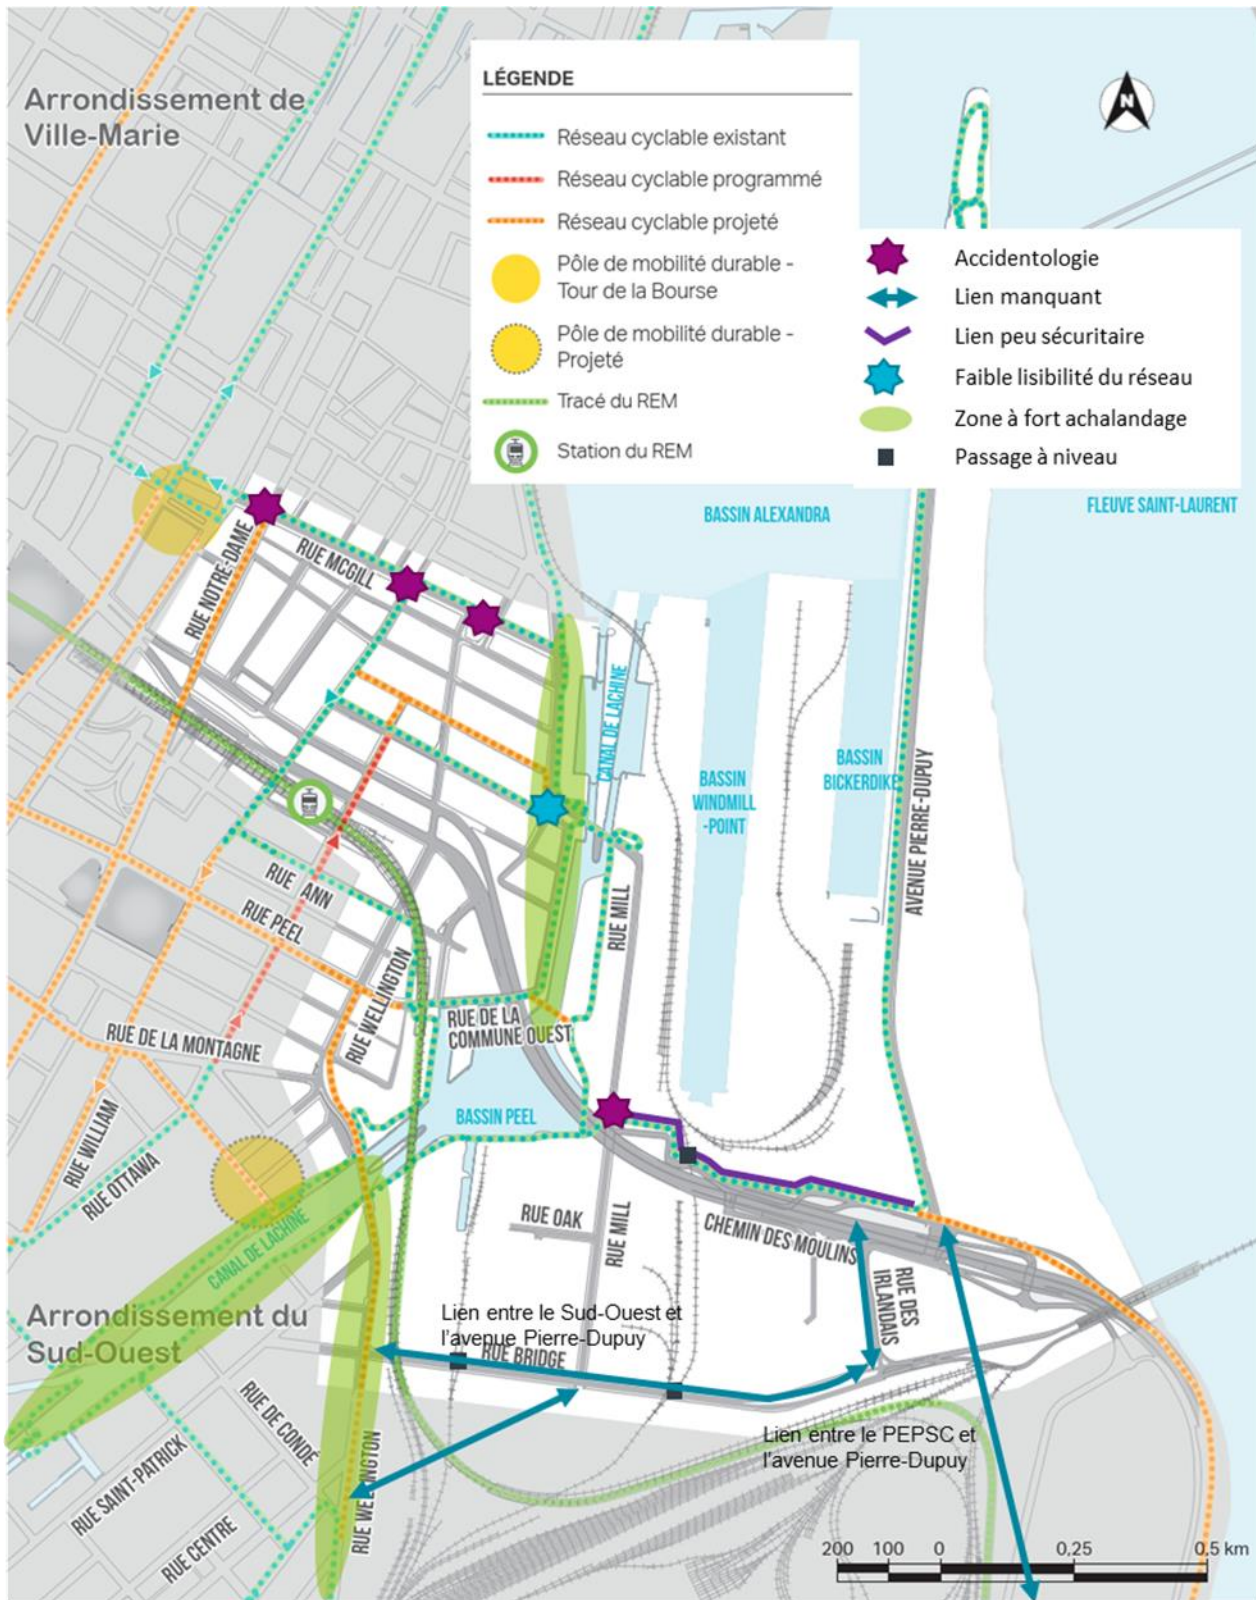 Arrondissement de
Ville-Marie
LÉGENDE
Réseau cyclable existant
Réseau cyclable programmé
Réseau cyclable projeté
Pôle de mobilité durable -
Tour de la Bourse
Pôle de mobilité durable -
Projeté
Tracé du REM
Station du REM
N
Accidentologie
Lien manquant
Lien peu sécuritaire
Faible lisibilité du réseau
Zone à fort achalandage
Passage à niveau
BASSIN ALEXANDRA
FLEUVE SAINT-LAURENT
RUE NOTRE-DAME
RUE MCGILL
CANAL DE LACHINE
BASSIN
WINDMILL
-POINT
BASSIN
BICKERDIKE
AVENUE PIERRE-DUPUY
RUE ANN
RUE PEEL
RUE MILL
RUE WELLINGTON
RUE DE LA
COMMUNE OUEST
RUE DE LA MONTAGNE
BASSIN PEEL
RUE WILLIAM
RUE OTTAWA
CANAL DE LACHINE
RUE OAK
RUE MILL
CHEMIN DES MOULINS
RUE DES
IRLANDAIS
Arrondissement du
Sud-Ouest
Lien entre le Sud-Ouest et
l'avenue Pierre-Dupuy
RUE BRIDGE
RUE DE CONDÉ
RUE SAINT-PATRICK
RUE CENTRE
RUE WELLINGTON
Lien entre le PEPSC et
l'avenue Pierre-Dupuy
200 100 0 0,25 0,5 km